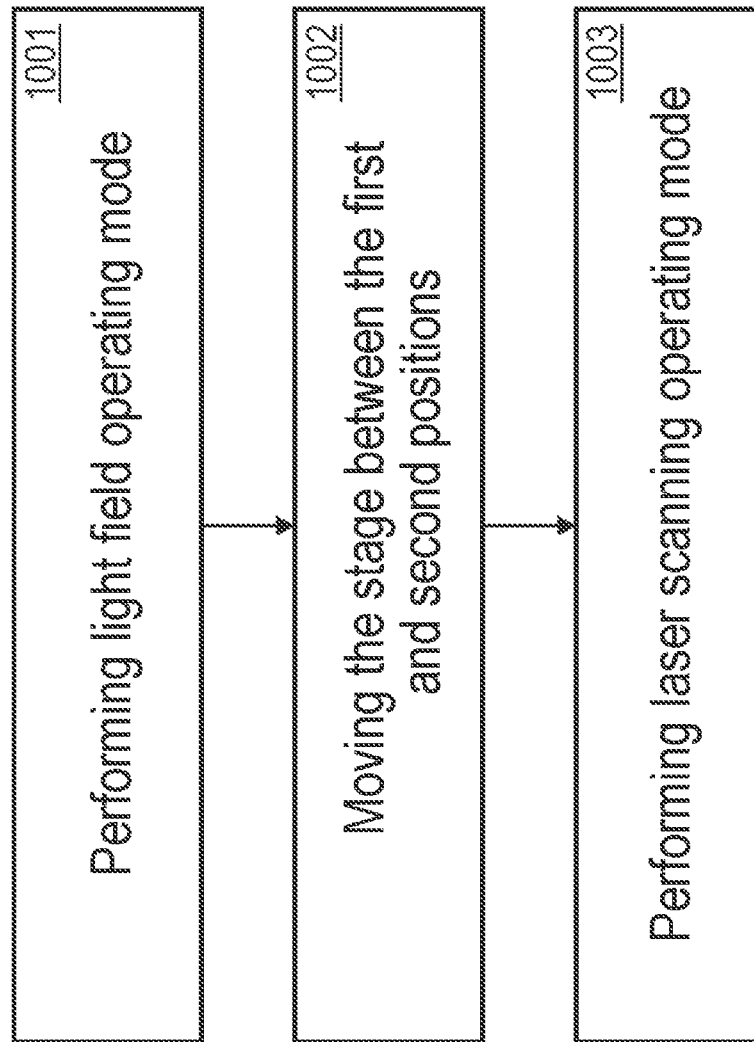 1001
Performing light field operating mode
1002
Moving the stage between the first
and second positions
1003
Performing laser scanning operating mode